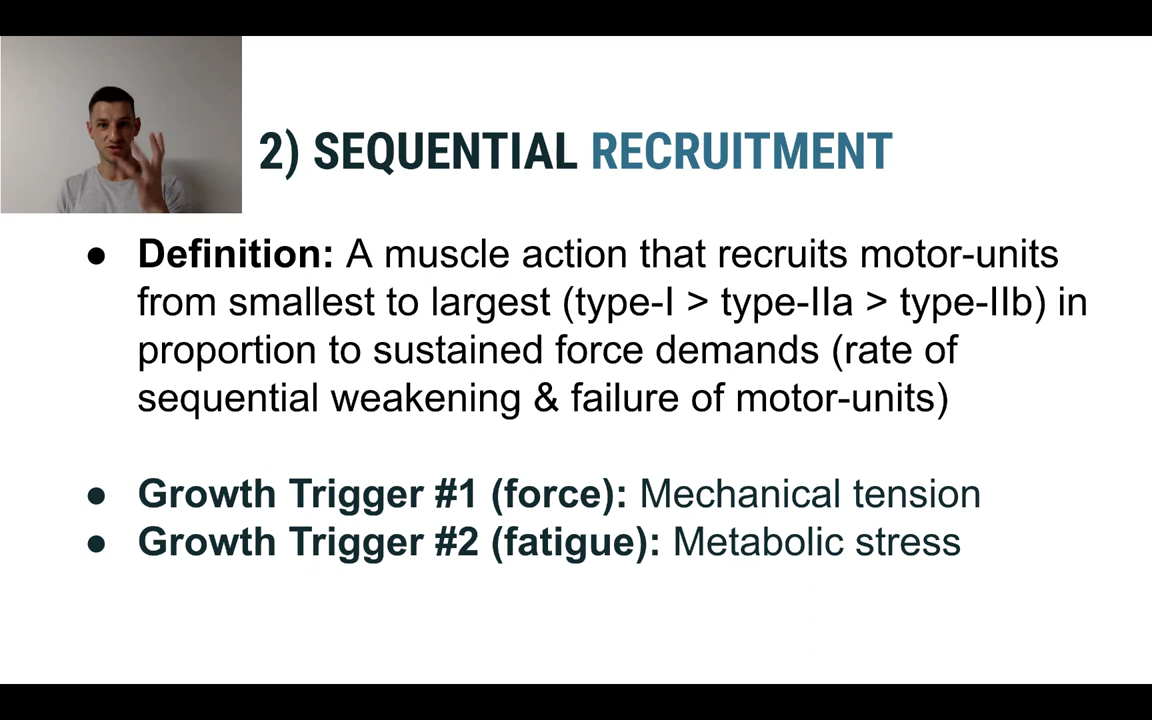 2) SEQUENTIAL RECRUITMENT
● Definition: A muscle action that recruits motor-units
from smallest to largest (type-I > type-IIa > type-IIb) in
proportion to sustained force demands (rate of
sequential weakening & failure of motor-units)
● Growth Trigger #1 (force): Mechanical tension
● Growth Trigger #2 (fatigue): Metabolic stress